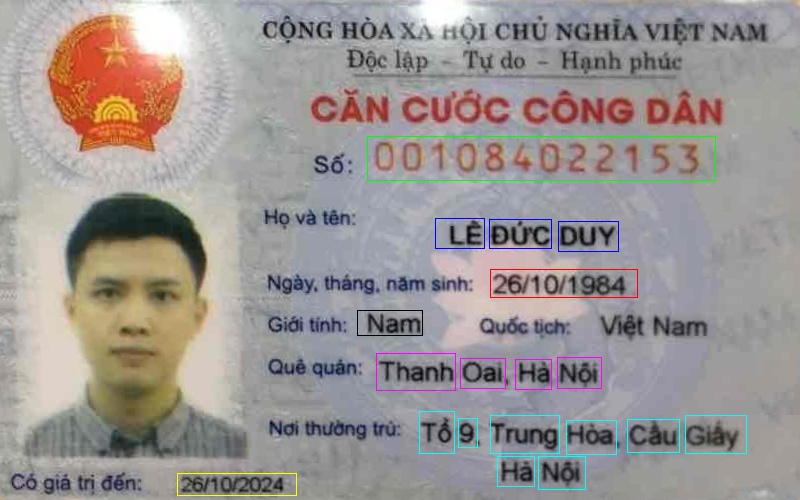 CỘNG HÒA XÃ HỘI CHỦ NGHĨA VIỆT NAM
Độc lập - Tự do - Hạnh phúc
CĂN CƯỚC CÔNG DÂN
Số: 001084022153
Họ và tên:
LÊ ĐỨC DUY
Ngày, tháng, năm sinh: 26/10/1984
Giới tính: Nam Quốc tịch: Việt Nam
Quê quán: Thanh Oai, Hà Nội
Nơi thường trú: Tổ 9, Trung Hòa, Cầu Giấy
Hà Nội
Có giá trị đến: 26/10/2024